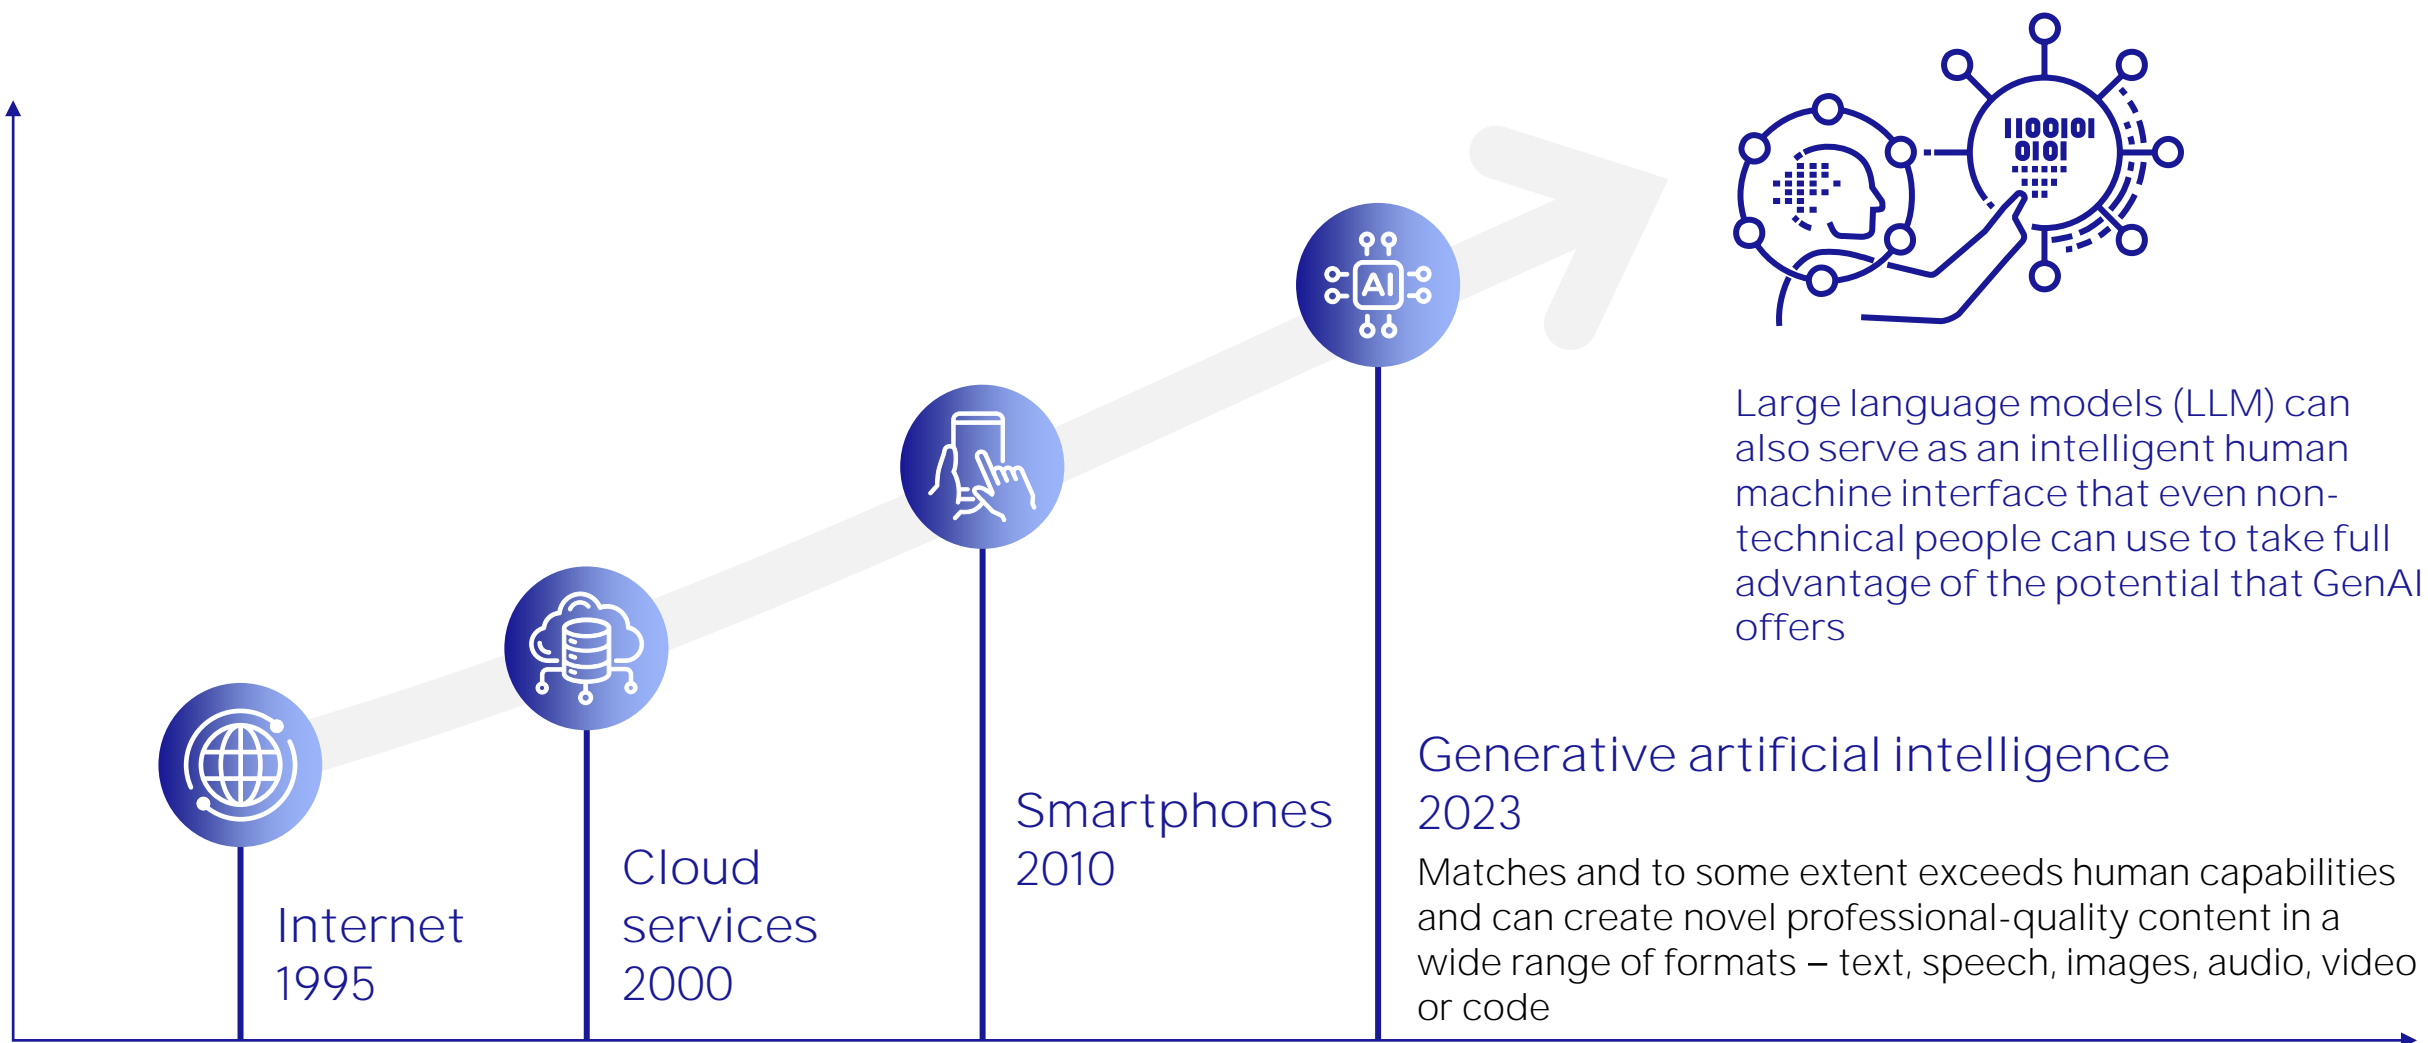 1100101
0101
AI
Large language models (LLM) can
also serve as an intelligent human
machine interface that even non-
technical people can use to take full
advantage of the potential that GenAI
offers
Generative artificial intelligence
2023
Matches and to some extent exceeds human capabilities
and can create novel professional-quality content in a
wide range of formats – text, speech, images, audio, video
or code
Smartphones
2010
Cloud
services
2000
Internet
1995